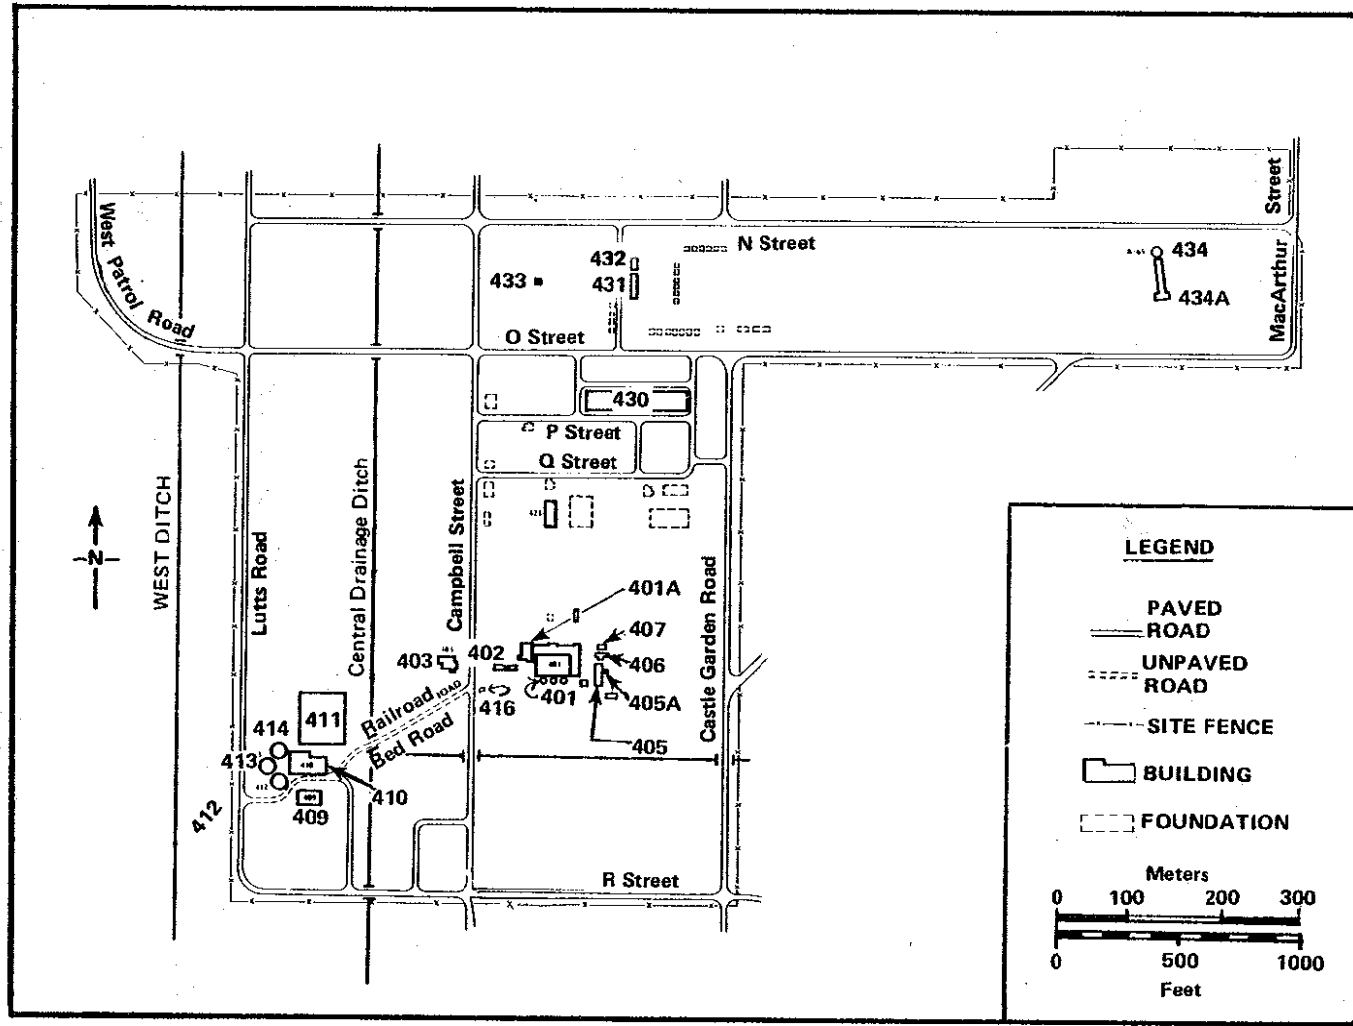 Street
MacArthur
West Patrol Road
N Street
432
433
431
434
434A
O Street
430
P Street
Q Street
WEST DITCH
N
Lutts Road
Central Drainage Ditch
Campbell Street
Castle Garden Road
401A
407
402
403
406
401
405A
416
405
Railroad
ROAD
Bed Road
411
414
413
410
412
409
R Street
LEGEND
PAVED
ROAD
UNPAVED
ROAD
SITE FENCE
BUILDING
FOUNDATION
Meters
0 100 200 300
0 500 1000
Feet